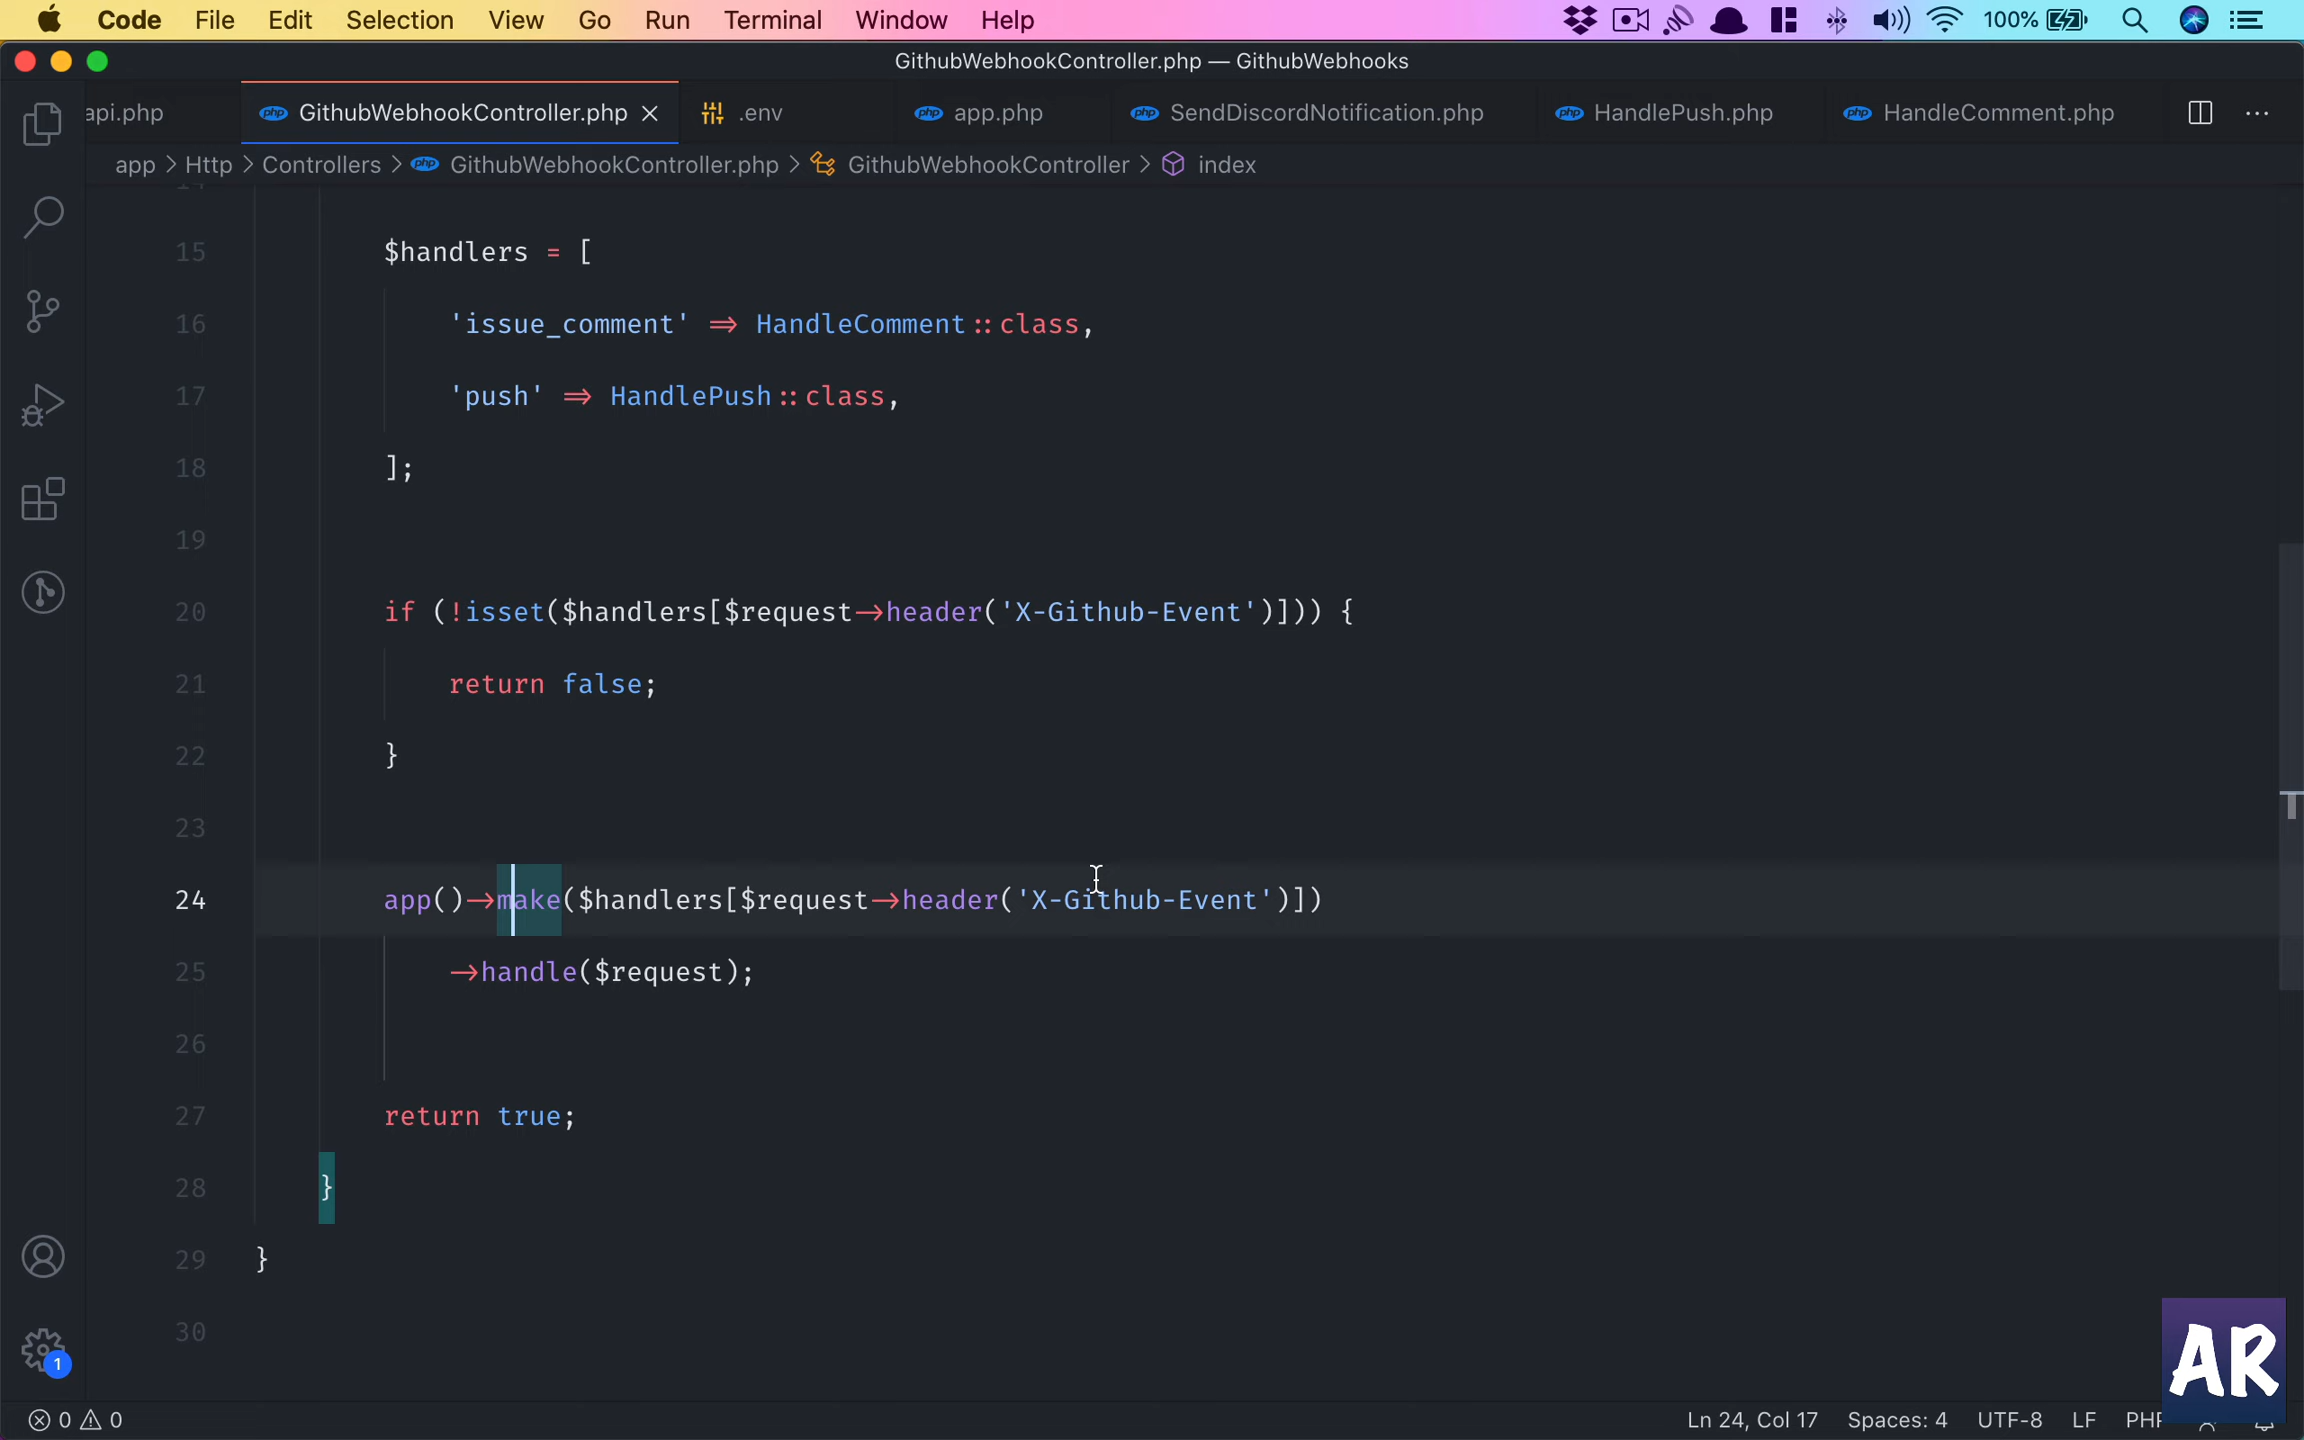 Code File Edit Selection View Go Run Terminal Window Help 100%
GithubWebhookController.php — GithubWebhooks
api.php GithubWebhookController.php .env app.php SendDiscordNotification.php HandlePush.php HandleComment.php
app > Http > Controllers > GithubWebhookController.php > GithubWebhookController > index
14
15 $handlers = [
16 'issue_comment' => HandleComment::class,
17 'push' => HandlePush::class,
18 ];
19
20 if (!isset($handlers[$request->header('X-Github-Event')])) {
21 return false;
22 }
23
24 app()->make($handlers[$request->header('X-Github-Event')])
25 ->handle($request);
26
27 return true;
28 }
29 }
30
1
AR
0 0 Ln 24, Col 17 Spaces: 4 UTF-8 LF PHP